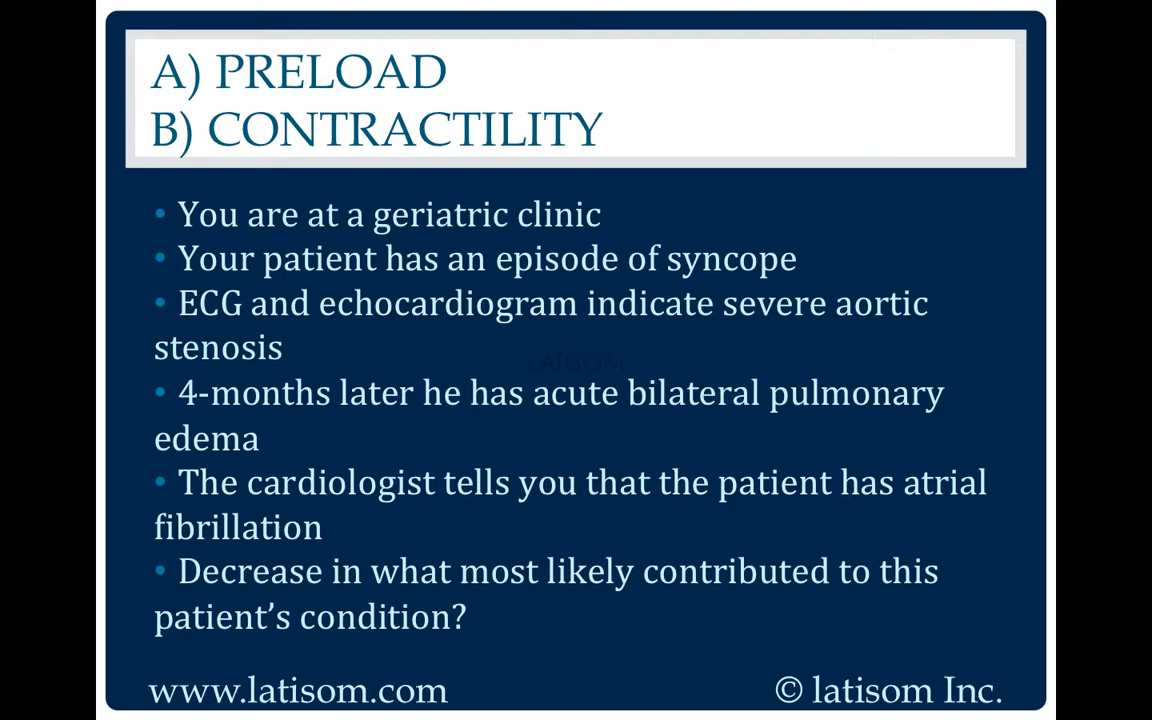 A) PRELOAD
B) CONTRACTILITY
• You are at a geriatric clinic
• Your patient has an episode of syncope
• ECG and echocardiogram indicate severe aortic
stenosis
LATISOM
• 4-months later he has acute bilateral pulmonary
edema
• The cardiologist tells you that the patient has atrial
fibrillation
• Decrease in what most likely contributed to this
patient’s condition?
www.latisom.com
© latisom Inc.